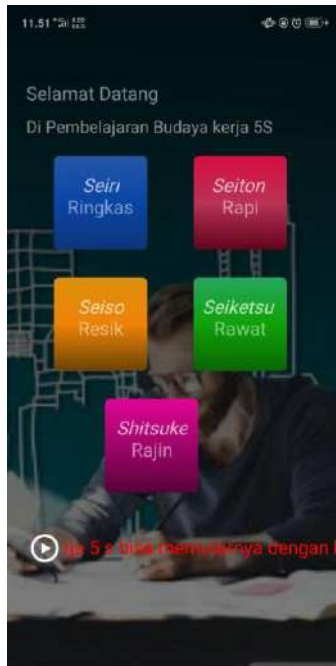 11.51
Selamat Datang
Di Pembelajaran Budaya kerja 5S
Seiri
Ringkas
Seiton
Rapi
Seiso
Resik
Seiketsu
Rawat
Shitsuke
Rajin
5 s bisa memutarnya dengan